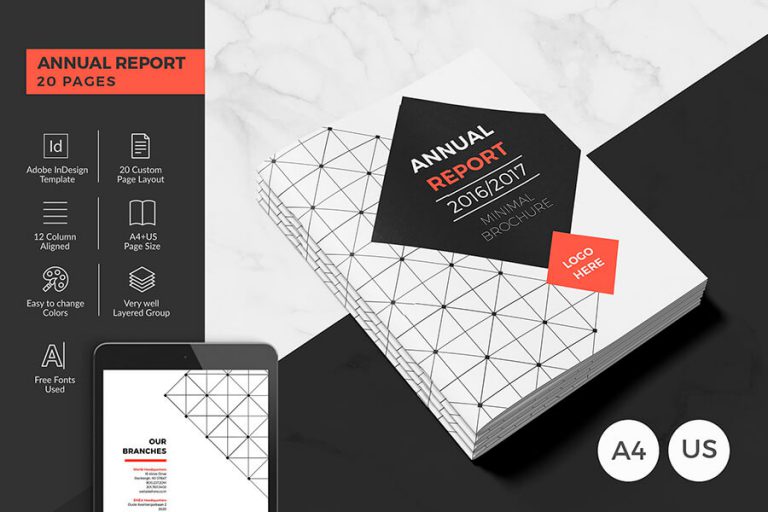 ANNUAL REPORT
20 PAGES
Id
Adobe InDesign
Template
20 Custom
Page Layout
12 Column
Aligned
A4+US
Page Size
Easy to change
Colors
Very well
Layered Group
A
Free Fonts
Used
ANNUAL
REPORT
2016/2017
MINIMAL
BROCHURE
LOGO
HERE
OUR
BRANCHES
World Headquarters
A4
US